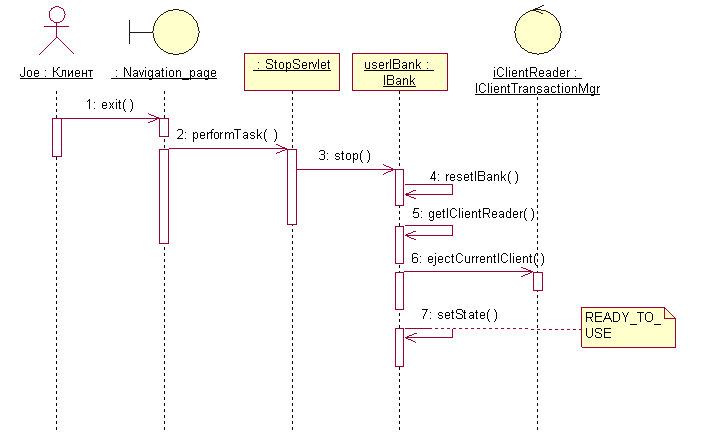 Joe : Клиент
: Navigation_page
: StopServlet
userIBank :
IBank
iClientReader :
IClientTransactionMgr
1: exit()
2: performTask( )
3: stop( )
4: resetIBank( )
5: getIClientReader( )
6: ejectCurrentIClient( )
7: setState( )
READY_TO_
USE